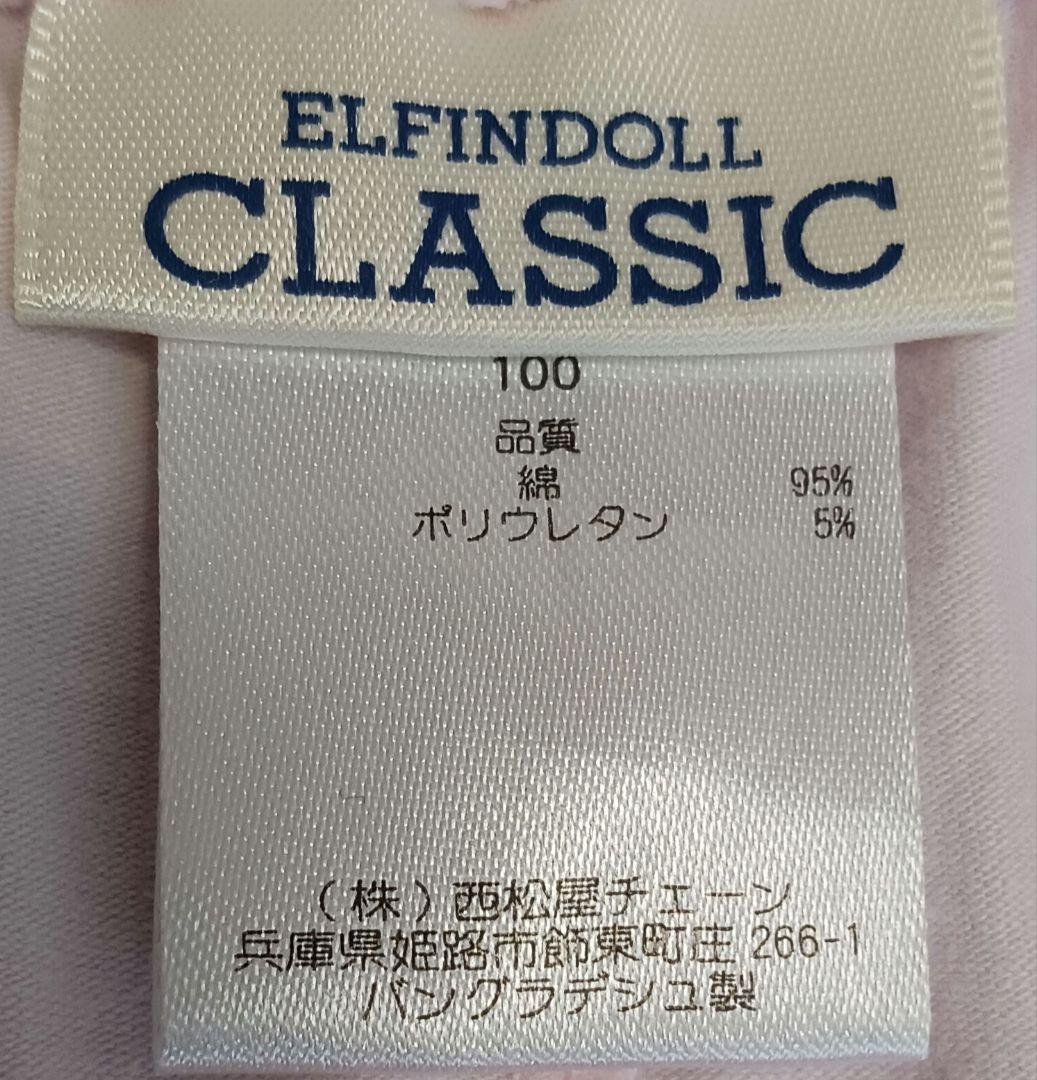 ELFINDOLL
CLASSIC
100
品質
綿 95%
ポリウレタン 5%
(株)西松屋チェーン
兵庫県姫路市飾東町庄 266-1
バングラデシュ製